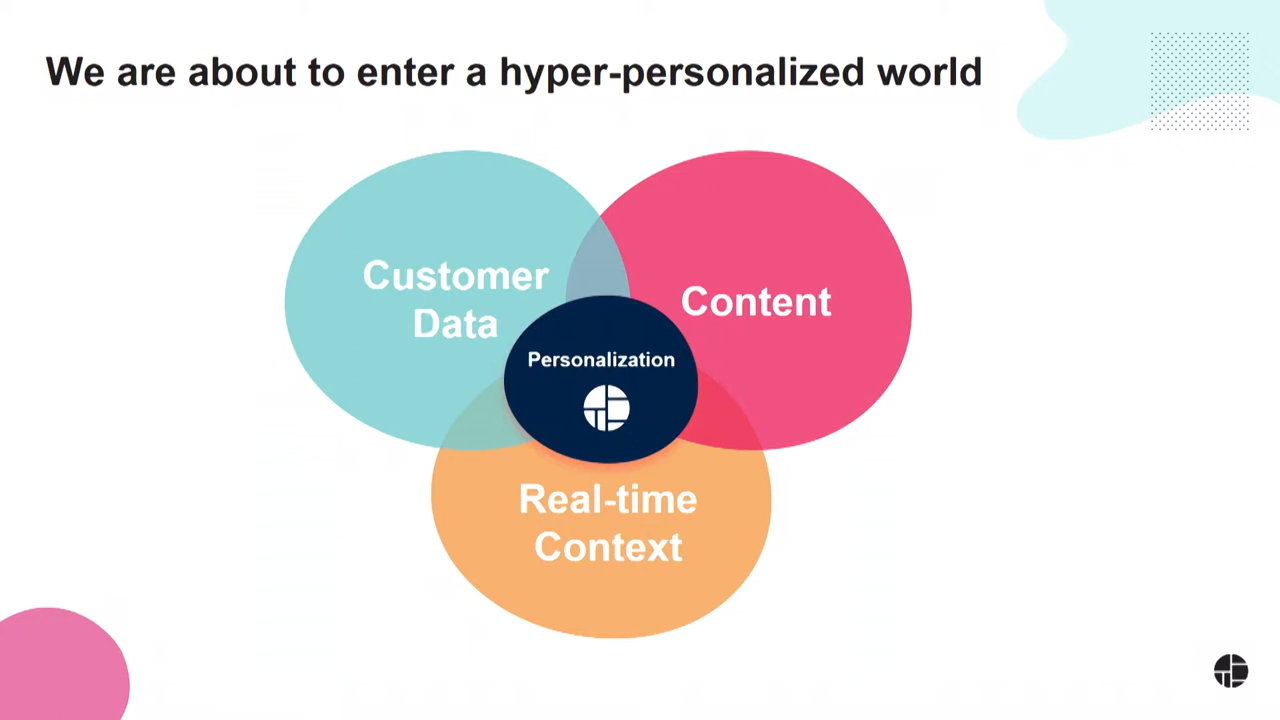 We are about to enter a hyper-personalized world
Customer
Data
Content
Personalization
Real-time
Context